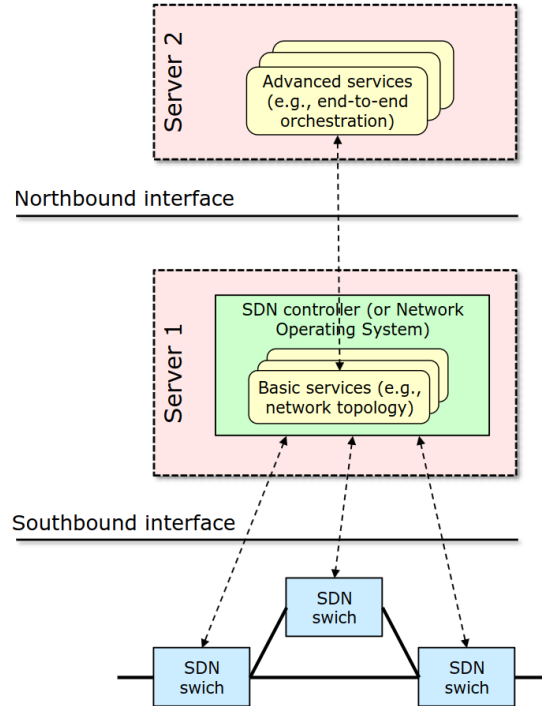 Server 2
Advanced services
(e.g., end-to-end
orchestration)
Northbound interface
Server 1
SDN controller (or Network
Operating System)
Basic services (e.g.,
network topology)
Southbound interface
SDN
swich
SDN
swich
SDN
swich